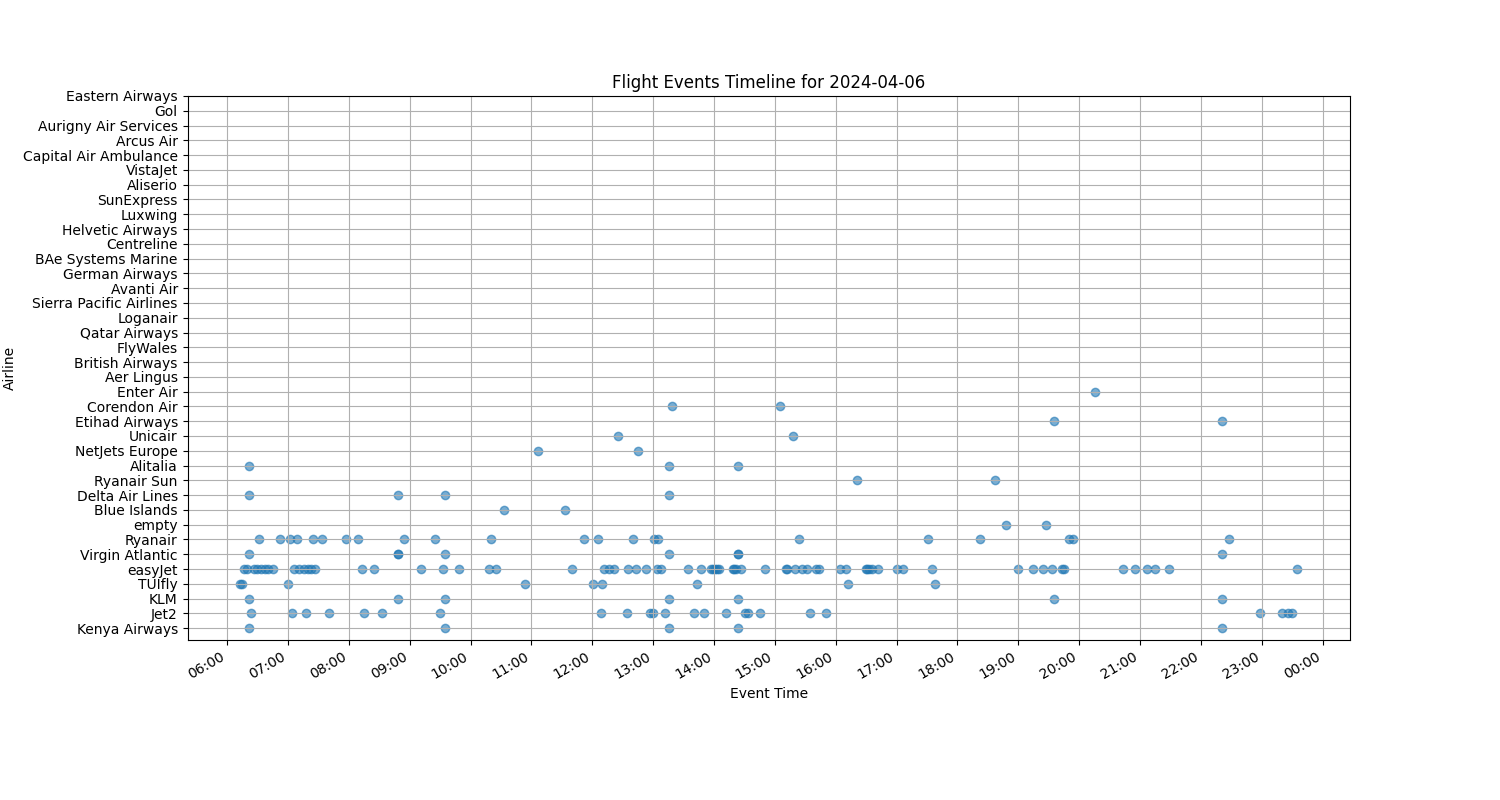 Flight Events Timeline for 2024-04-06
Eastern Airways
Gol
Aurigny Air Services
Arcus Air
Capital Air Ambulance
VistaJet
Aliserio
SunExpress
Luxwing
Helvetic Airways
Centreline
BAe Systems Marine
German Airways
Avanti Air
Sierra Pacific Airlines
Loganair
Qatar Airways
FlyWales
British Airways
Aer Lingus
Enter Air
Corendon Air
Etihad Airways
Unicair
NetJets Europe
Alitalia
Ryanair Sun
Delta Air Lines
Blue Islands
empty
Ryanair
Virgin Atlantic
easyJet
TUIfly
KLM
Jet2
Kenya Airways
Airline
06:00 07:00 08:00 09:00 10:00 11:00 12:00 13:00 14:00 15:00 16:00 17:00 18:00 19:00 20:00 21:00 22:00 23:00 00:00
Event Time